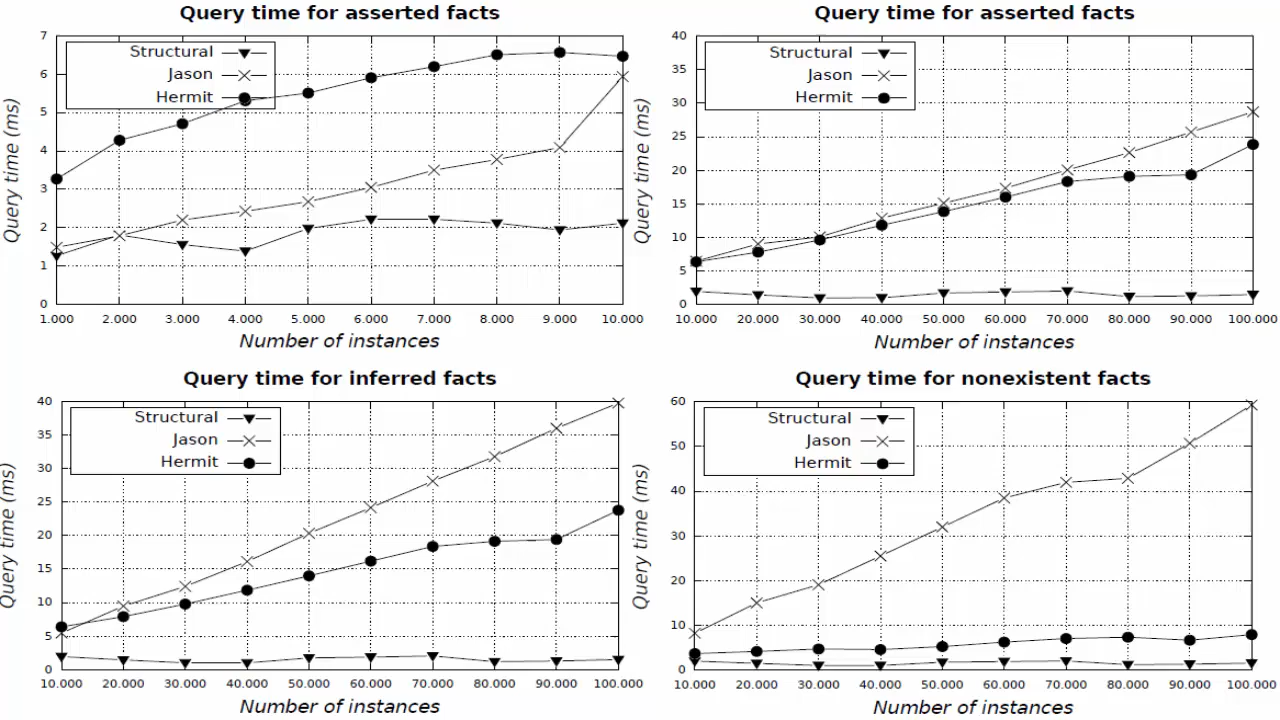 Query time for asserted facts
Query time (ms)
7
6
5
4
3
2
1
0
Structural
Jason
Hermit
1.000 2.000 3.000 4.000 5.000 6.000 7.000 8.000 9.000 10.000
Number of instances
Query time for asserted facts
Query time (ms)
40
35
30
25
20
15
10
5
0
Structural
Jason
Hermit
10.000 20.000 30.000 40.000 50.000 60.000 70.000 80.000 90.000 100.000
Number of instances
Query time for inferred facts
Query time (ms)
40
35
30
25
20
15
10
5
0
Structural
Jason
Hermit
10.000 20.000 30.000 40.000 50.000 60.000 70.000 80.000 90.000 100.000
Number of instances
Query time for nonexistent facts
Query time (ms)
60
50
40
30
20
10
0
Structural
Jason
Hermit
10.000 20.000 30.000 40.000 50.000 60.000 70.000 80.000 90.000 100.000
Number of instances